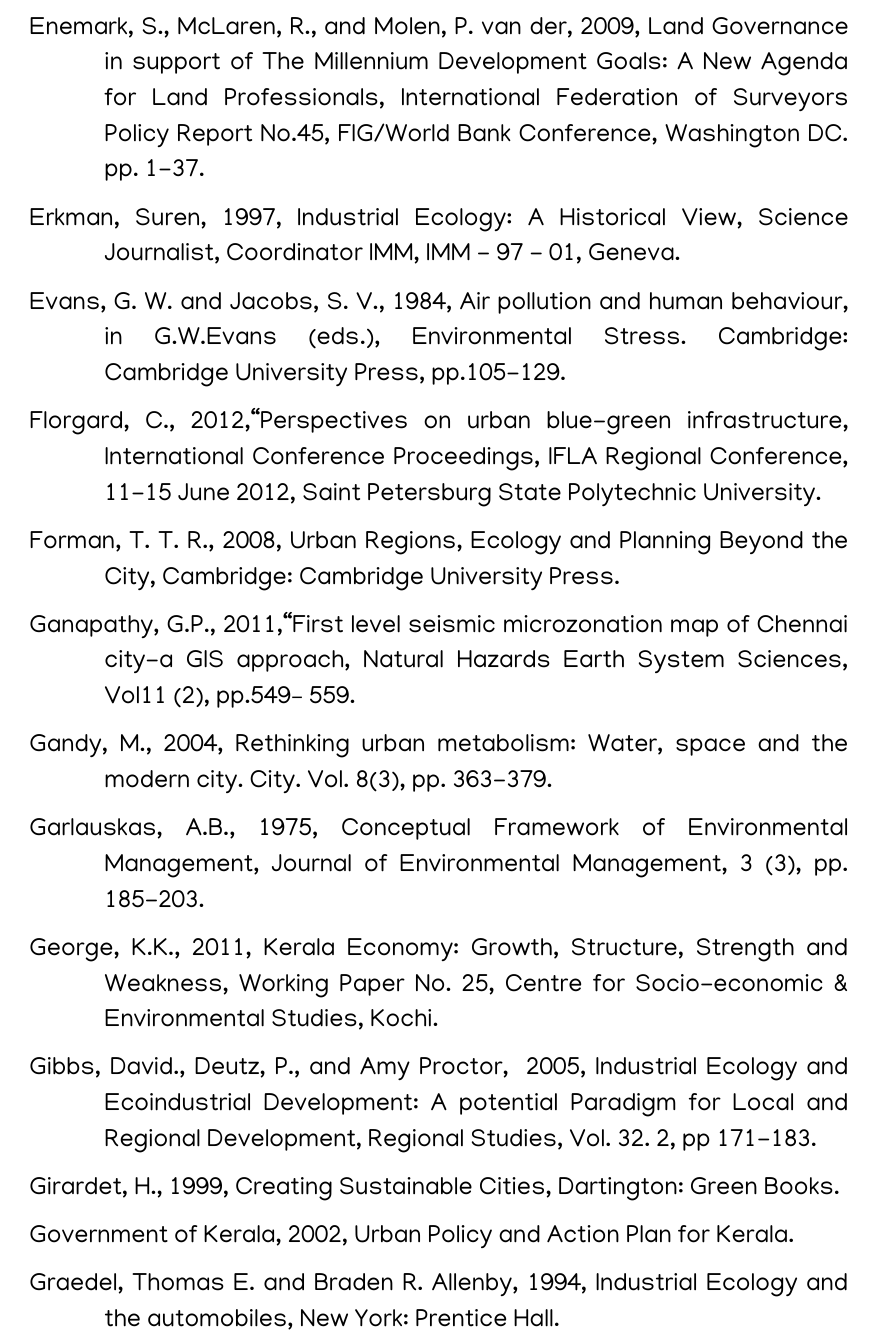 Enemark, S., McLaren, R., and Molen, P. van der, 2009, Land Governance
in support of The Millennium Development Goals: A New Agenda
for Land Professionals, International Federation of Surveyors
Policy Report No.45, FIG/World Bank Conference, Washington DC.
pp. 1-37.
Erkman, Suren, 1997, Industrial Ecology: A Historical View, Science
Journalist, Coordinator IMM, IMM - 97 - 01, Geneva.
Evans, G. W. and Jacobs, S. V., 1984, Air pollution and human behaviour,
in G.W.Evans (eds.), Environmental Stress. Cambridge:
Cambridge University Press, pp.105-129.
Florgard, C., 2012,“Perspectives on urban blue-green infrastructure,
International Conference Proceedings, IFLA Regional Conference,
11-15 June 2012, Saint Petersburg State Polytechnic University.
Forman, T. T. R., 2008, Urban Regions, Ecology and Planning Beyond the
City, Cambridge: Cambridge University Press.
Ganapathy, G.P., 2011,“First level seismic microzonation map of Chennai
city-a GIS approach, Natural Hazards Earth System Sciences,
Vol11 (2), pp.549- 559.
Gandy, M., 2004, Rethinking urban metabolism: Water, space and the
modern city. City. Vol. 8(3), pp. 363-379.
Garlauskas, A.B., 1975, Conceptual Framework of Environmental
Management, Journal of Environmental Management, 3 (3), pp.
185-203.
George, K.K., 2011, Kerala Economy: Growth, Structure, Strength and
Weakness, Working Paper No. 25, Centre for Socio-economic &
Environmental Studies, Kochi.
Gibbs, David., Deutz, P., and Amy Proctor, 2005, Industrial Ecology and
Ecoindustrial Development: A potential Paradigm for Local and
Regional Development, Regional Studies, Vol. 32. 2, pp 171-183.
Girardet, H., 1999, Creating Sustainable Cities, Dartington: Green Books.
Government of Kerala, 2002, Urban Policy and Action Plan for Kerala.
Graedel, Thomas E. and Braden R. Allenby, 1994, Industrial Ecology and
the automobiles, New York: Prentice Hall.